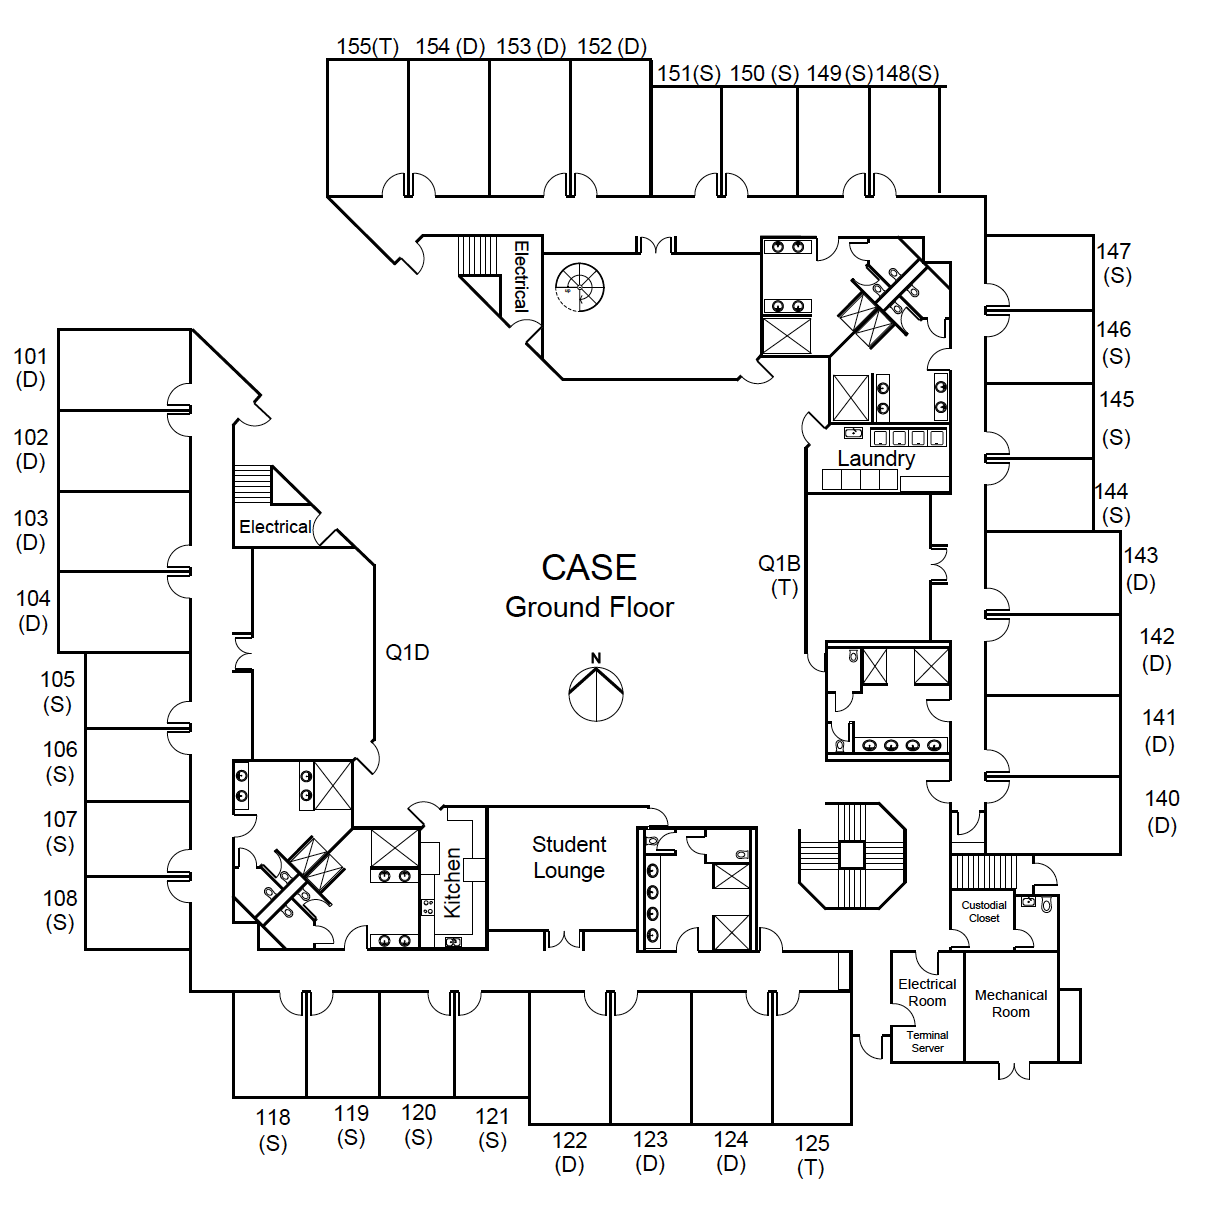 155(T) 154 (D) 153 (D) 152 (D)
151(S) 150 (S) 149 (S) 148(S)
Electrical
up
147
(S)
146
(S)
145
(S)
144
(S)
101
(D)
102
(D)
103
(D)
104
(D)
Electrical
Laundry
CASE
Ground Floor
N
Q1B
(T)
Q1D
143
(D)
142
(D)
141
(D)
140
(D)
105
(S)
106
(S)
107
(S)
108
(S)
Kitchen
Student
Lounge
Custodial
Closet
Electrical
Room
Terminal
Server
Mechanical
Room
118
(S)
119
(S)
120
(S)
121
(S)
122
(D)
123
(D)
124
(D)
125
(T)